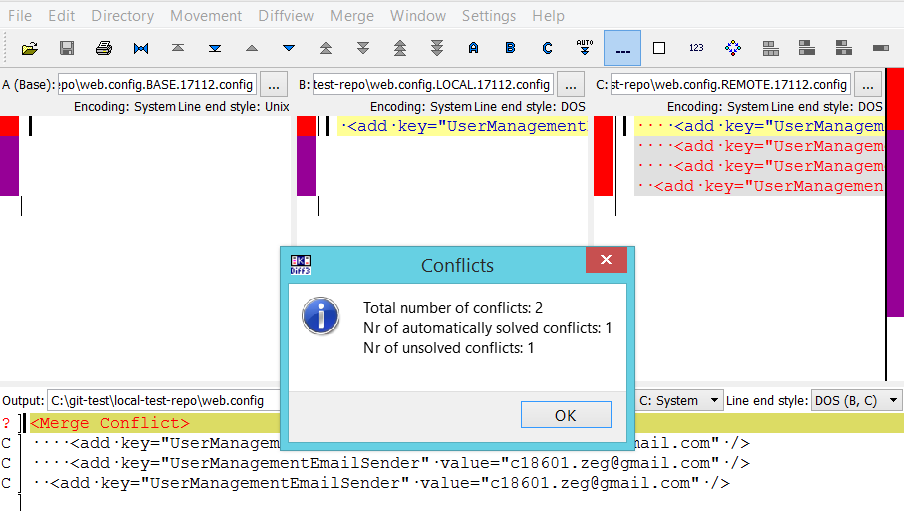 File Edit Directory Movement Diffview Merge Window Settings Help
A B C AUTO ... 123
A (Base): epo\web.config.BASE.17112.config ... B: test-repo\web.config.LOCAL.17112.config ... C: st-repo\web.config.REMOTE.17112.config ...
Encoding: System Line end style: Unix Encoding: System Line end style: DOS Encoding: System Line end style: DOS
·<add·key="UserManagement ····<add·key="UserManagem
····<add·key="UserManagem
····<add·key="UserManagem
··<add·key="UserManagemen
KDiff3
Conflicts
Total number of conflicts: 2
Nr of automatically solved conflicts: 1
Nr of unsolved conflicts: 1
OK
Output: C:\git-test\local-test-repo\web.config C: System Line end style: DOS (B, C)
? <Merge Conflict>
C ····<add·key="UserManagemen gmail.com"·/>
C ····<add·key="UserManagementEmailSender"·value="c18601.zeg@gmail.com"·/>
C ··<add·key="UserManagementEmailSender"·value="c18601.zeg@gmail.com"·/>